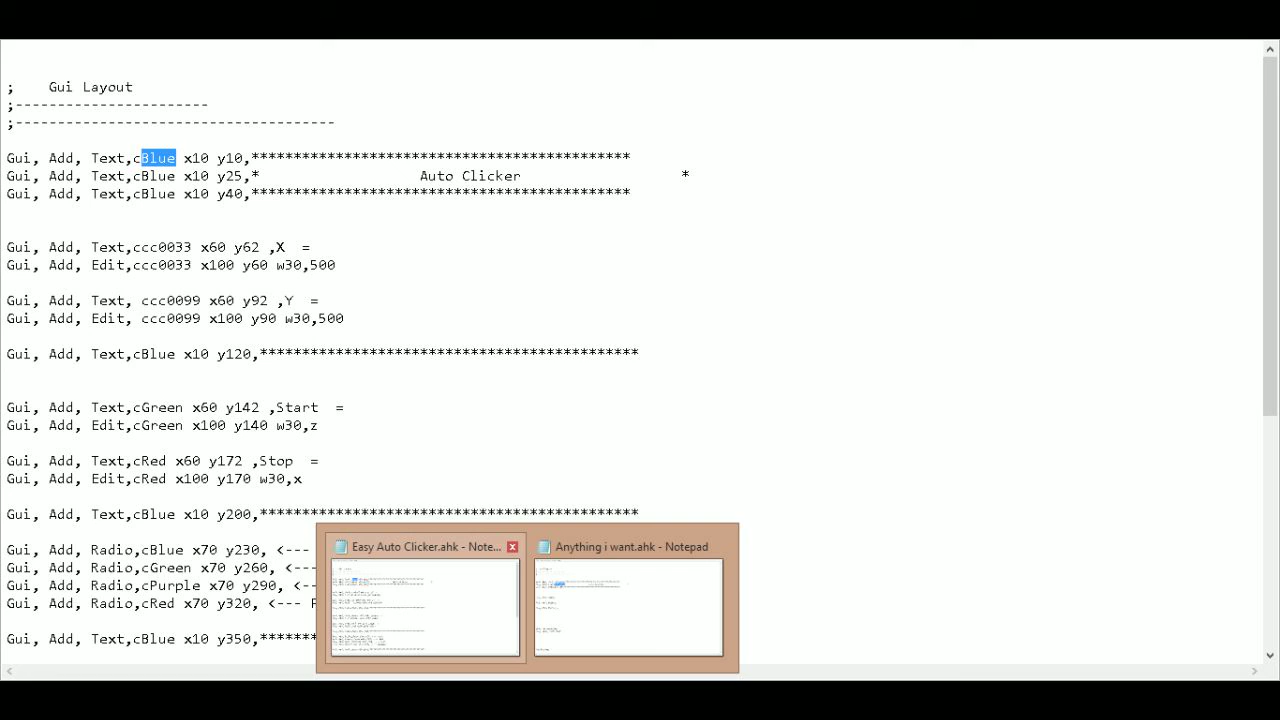 ;    Gui Layout
;-----------------------
;--------------------------------------
Gui, Add, Text,cBlue x10 y10,*********************************************
Gui, Add, Text,cBlue x10 y25,*                   Auto Clicker                   *
Gui, Add, Text,cBlue x10 y40,*********************************************
Gui, Add, Text,ccc0033 x60 y62 ,X  =
Gui, Add, Edit,ccc0033 x100 y60 w30,500
Gui, Add, Text, ccc0099 x60 y92 ,Y  =
Gui, Add, Edit, ccc0099 x100 y90 w30,500
Gui, Add, Text,cBlue x10 y120,*********************************************
Gui, Add, Text,cGreen x60 y142 ,Start  =
Gui, Add, Edit,cGreen x100 y140 w30,z
Gui, Add, Text,cRed x60 y172 ,Stop  =
Gui, Add, Edit,cRed x100 y170 w30,x
Gui, Add, Text,cBlue x10 y200,*********************************************
Gui, Add, Radio,cBlue x70 y230, <---
Gui, Add, Radio,cGreen x70 y260, <---
Gui, Add, Radio,cPurple x70 y290, <---
Gui, Add, Radio,cRed x70 y320, <---
Gui, Add, Text,cBlue x10 y350,*******
Easy Auto Clicker.ahk - Note...
Anything i want.ahk - Notepad